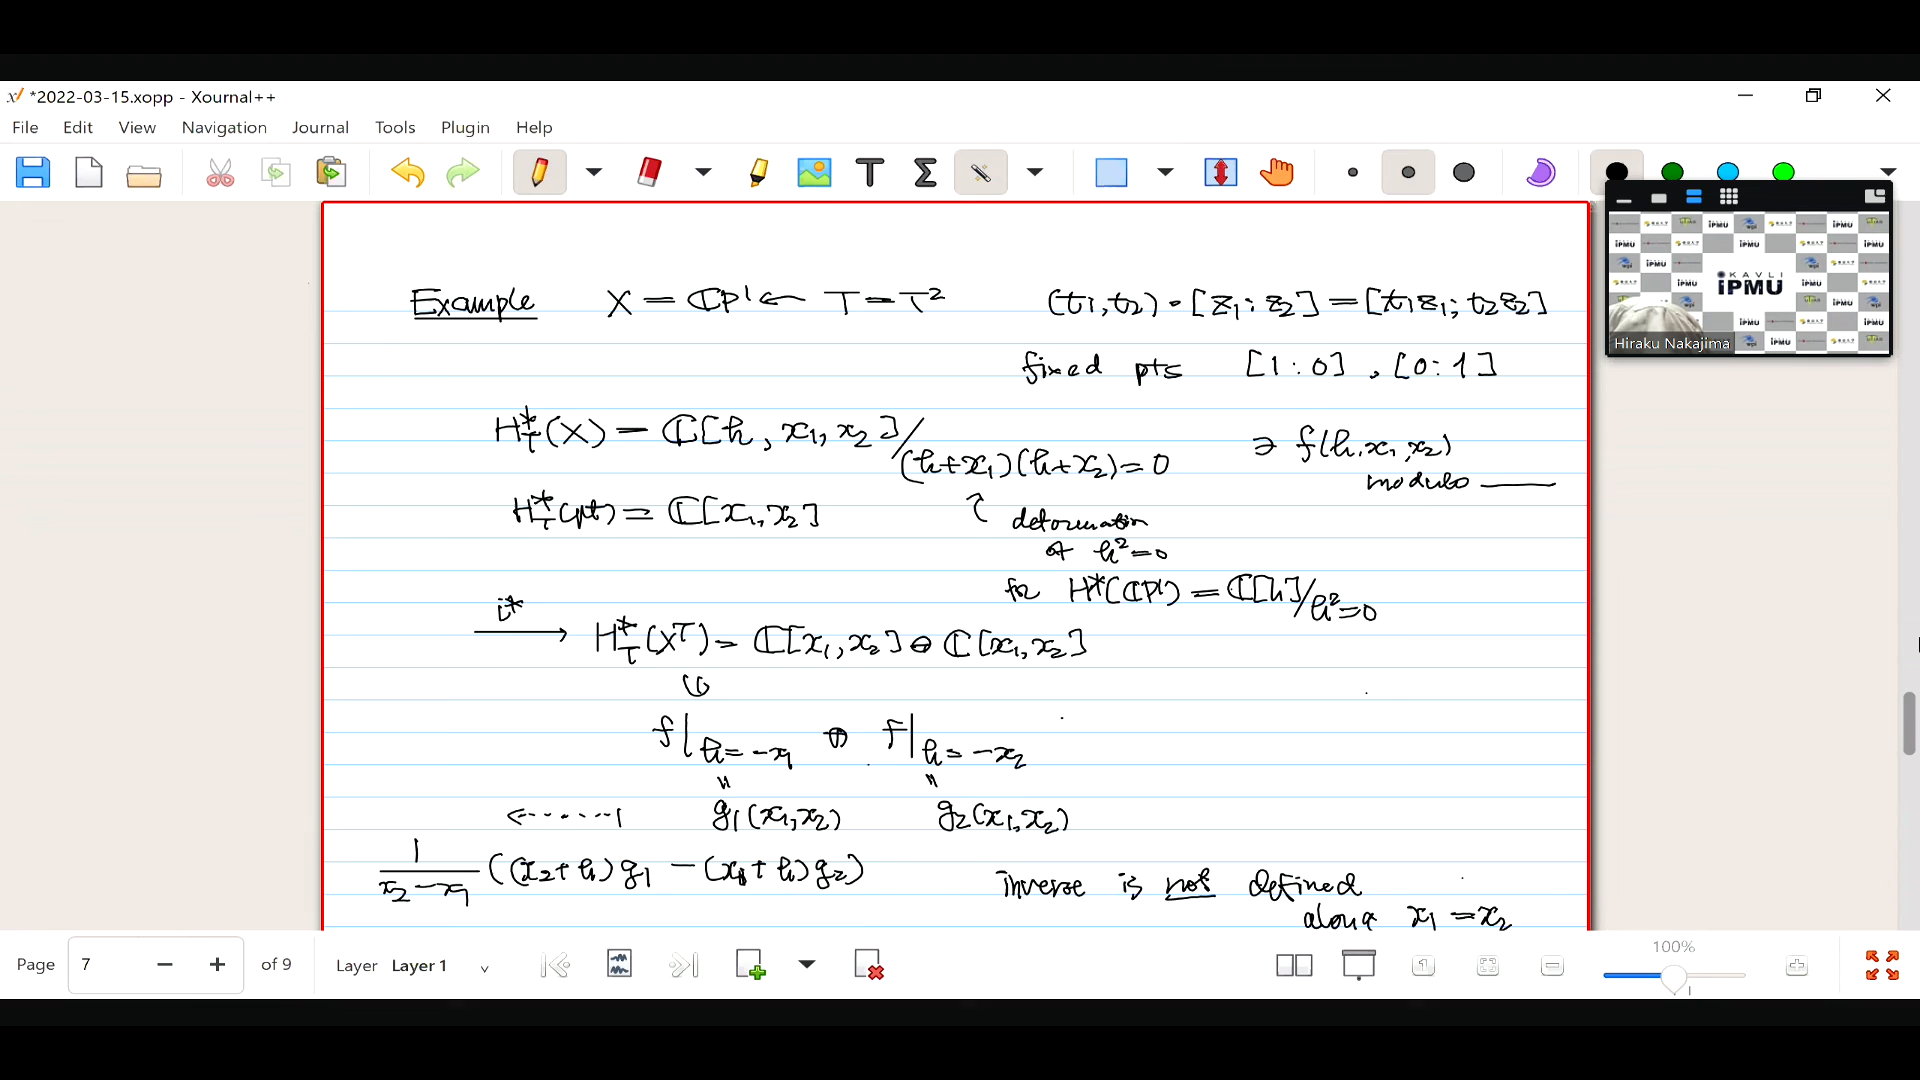 *2022-03-15.xopp - Xournal++
File Edit View Navigation Journal Tools Plugin Help
Example X = ℂP¹ ← T = T² (t₁,t₂)・[z₁:z₂] = [t₁z₁; t₂z₂]
fixed pts [1:0], [0:1]
H*_T(X) = ℂ[h, x₁, x₂]/(h+x₁)(h+x₂)=0 ∋ f(h,x₁,x₂)
modulo ——
H*_T(pt) = ℂ[x₁,x₂]
deformation
of h²=0
for H*(ℂP¹) = ℂ[h]/h²=0
i*
→ H*_T(X^T) = ℂ[x₁,x₂] ⊕ ℂ[x₁,x₂]
f|h=-x₁ ⊕ f|h=-x₂
g₁(x₁,x₂) g₂(x₁,x₂)
1/(x₂-x₁) ((x₂+h)g₁ - (x₁+h)g₂)
inverse is not defined
along x₁=x₂
KAVLI
iPMU
Hiraku Nakajima
Page 7 of 9 Layer Layer 1 100%